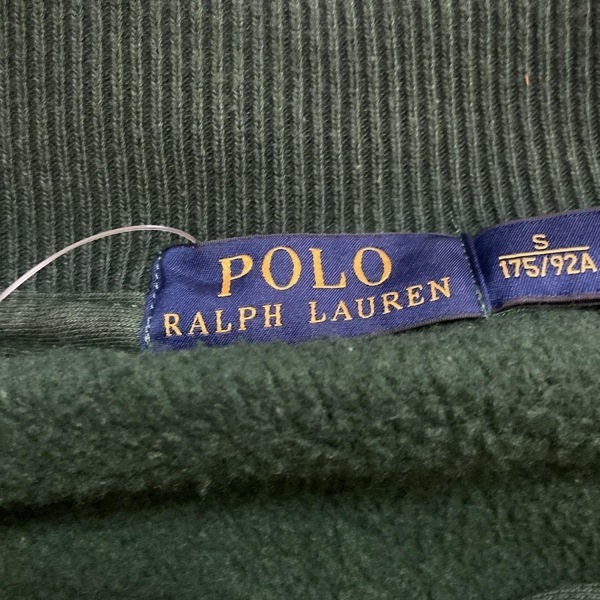 POLO
RALPH LAUREN
S
175/92A